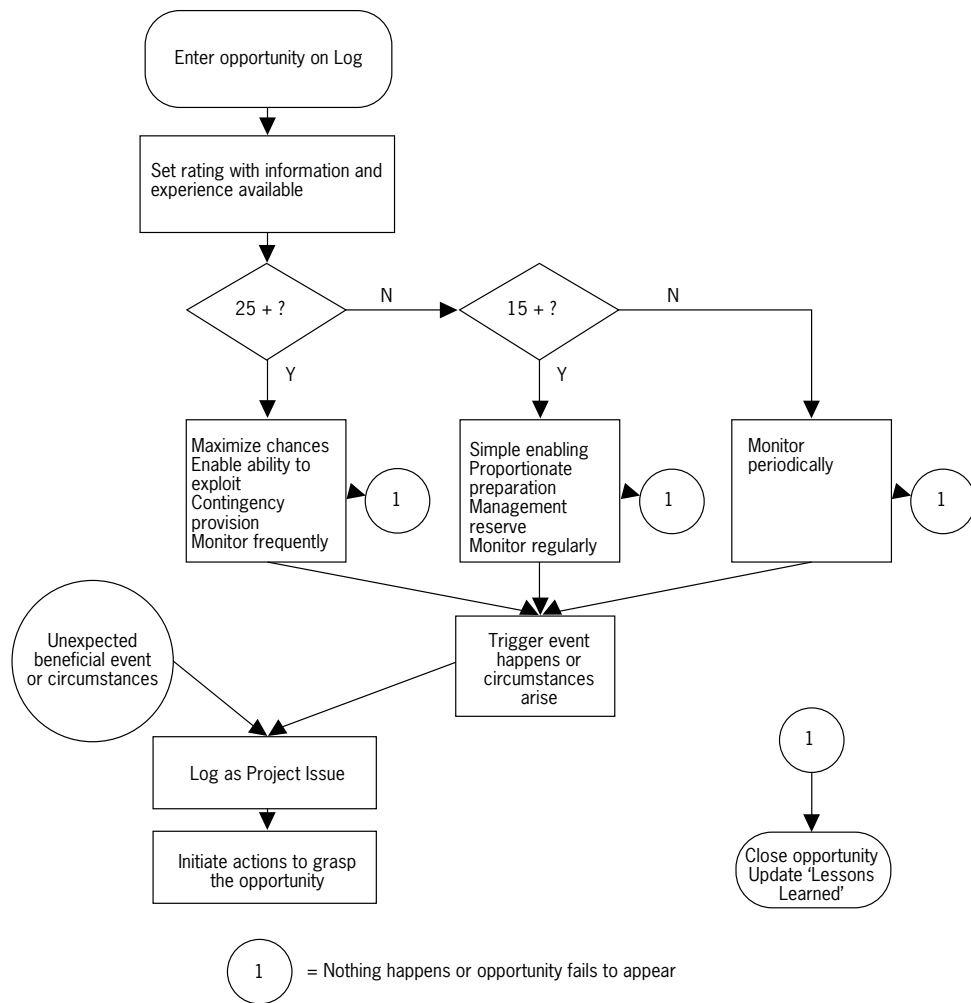 Enter opportunity on Log
Set rating with information and
experience available
25 + ?
N
15 + ?
N
Y
Y
Maximize chances
Enable ability to
exploit
Contingency
provision
Monitor frequently
1
Simple enabling
Proportionate
preparation
Management
reserve
Monitor regularly
1
Monitor
periodically
1
Unexpected
beneficial event
or circumstances
Trigger event
happens or
circumstances
arise
Log as Project Issue
1
Initiate actions to grasp
the opportunity
Close opportunity
Update ‘Lessons
Learned’
1
= Nothing happens or opportunity fails to appear